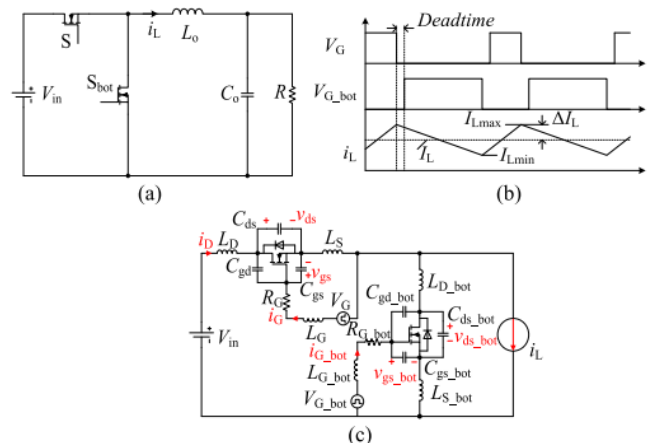 S
i_L
L_o
S_bot
V_in
C_o
R
(a)
Deadtime
V_G
V_G_bot
I_Lmax
ΔI_L
i_L
I_L
I_Lmin
(b)
C_ds
+
−
v_ds
i_D
L_D
L_S
C_gd
−
+
v_gs
C_gs
R_G
V_G
i_G
L_G
L_D_bot
C_gd_bot
C_ds_bot
R_G_bot
+
−
v_ds_bot
V_in
i_G_bot
+
−
i_L
L_G_bot
v_gs_bot
C_gs_bot
V_G_bot
L_S_bot
(c)